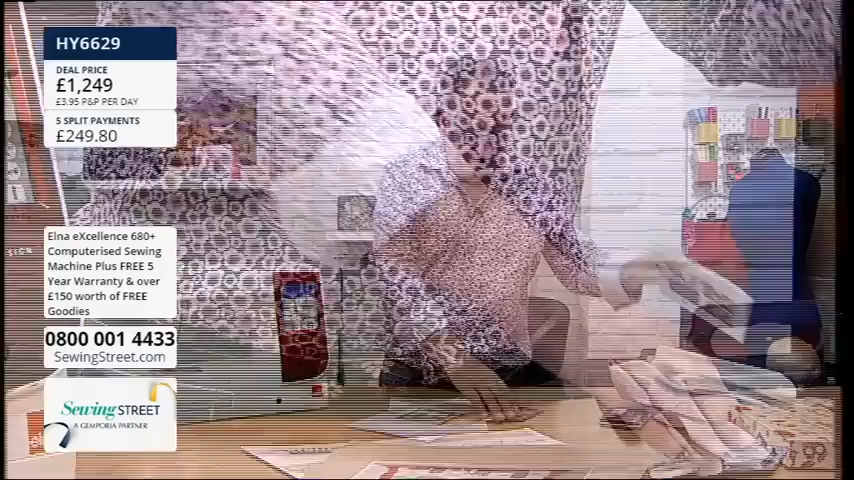 HY6629
DEAL PRICE
£1,249
£3.95 P&P PER DAY
5 SPLIT PAYMENTS
£249.80
Elna eXcellence 680+
Computerised Sewing
Machine Plus FREE 5
Year Warranty & over
£150 worth of FREE
Goodies
0800 001 4433
SewingStreet.com
Sewing STREET
A GEMPORIA PARTNER